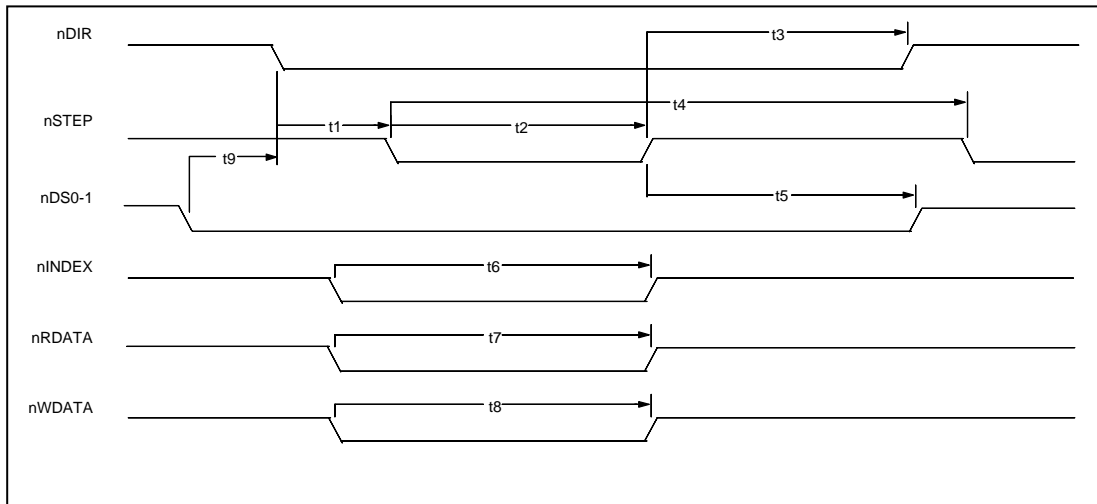 nDIR
t3
t4
nSTEP
t1
t2
t9
nDS0-1
t5
nINDEX
t6
nRDATA
t7
nWDATA
t8